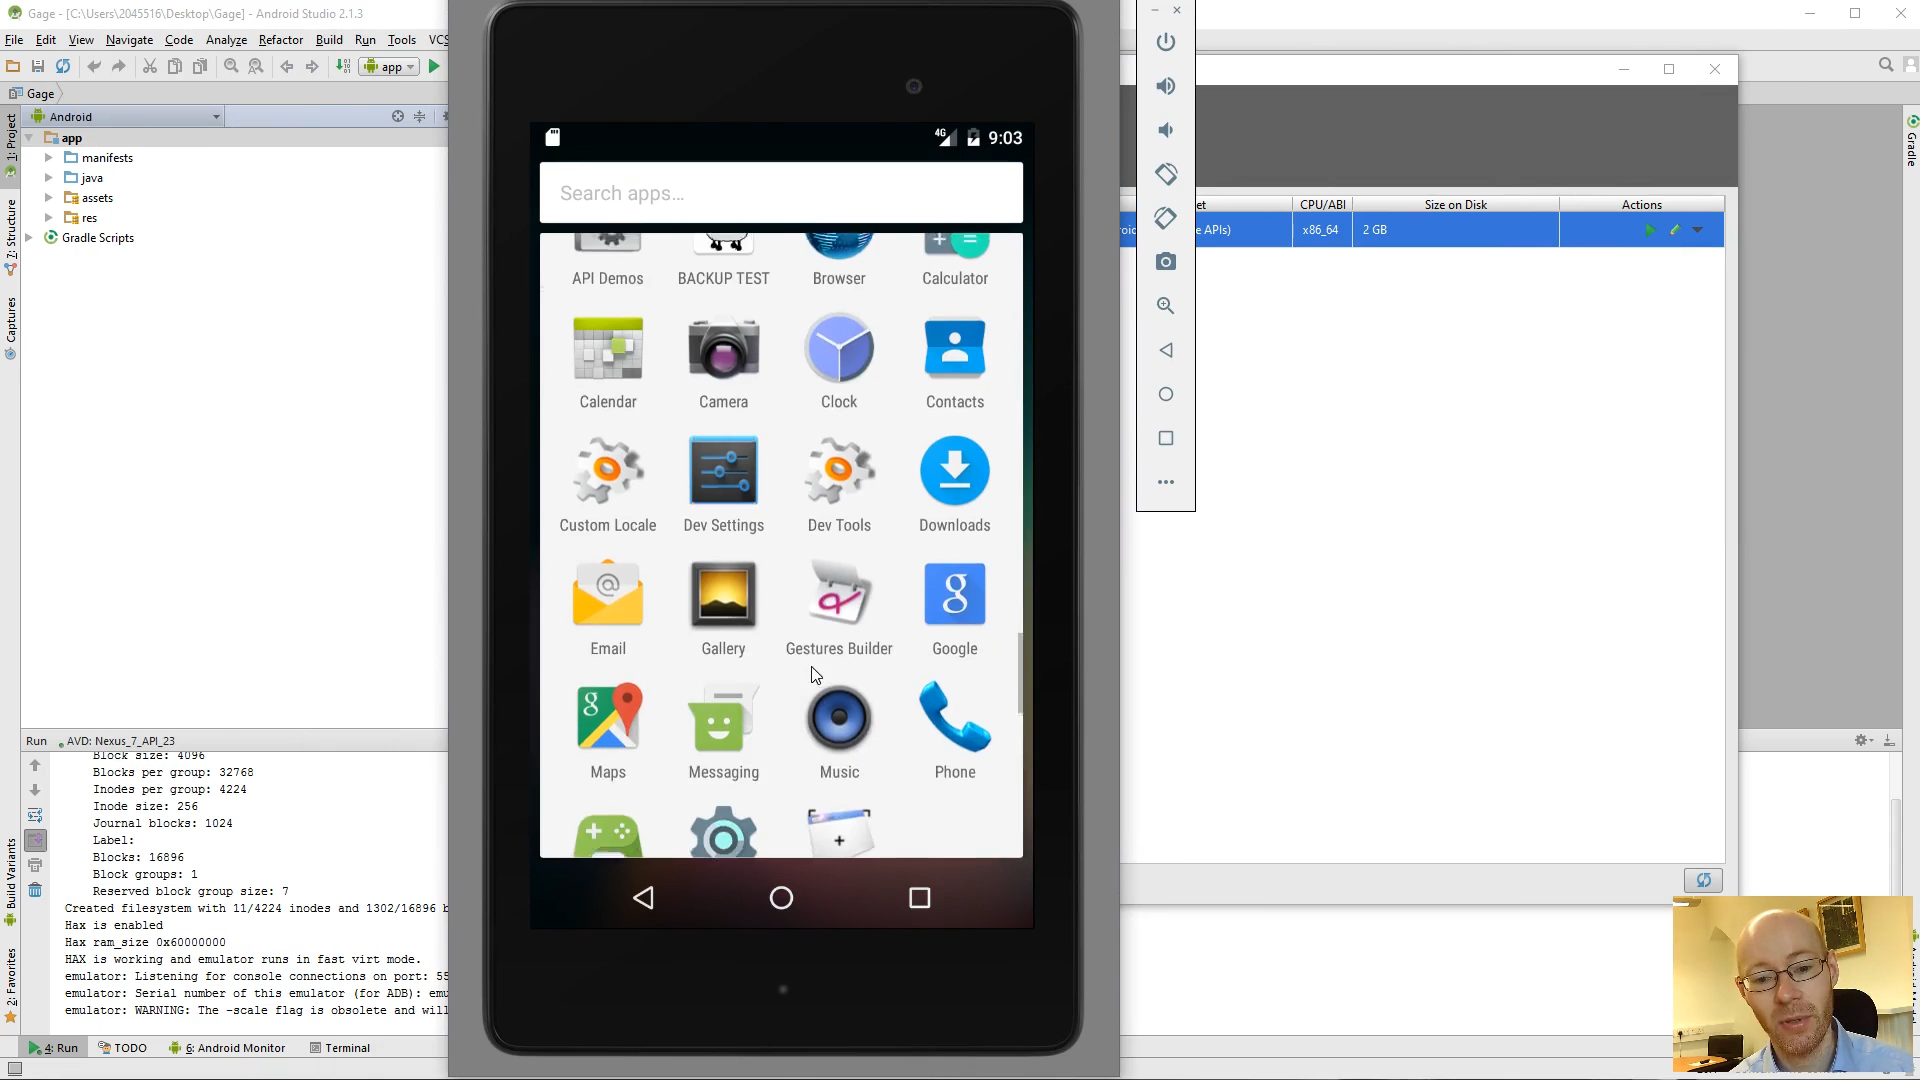 Gage - [C:\Users\2045516\Desktop\Gage] - Android Studio 2.1.3
File Edit View Navigate Code Analyze Refactor Build Run Tools VCS
app
Gage
Android
app
manifests
java
assets
res
Gradle Scripts
1: Project
7: Structure
Captures
Build Variants
2: Favorites
Gradle
4G 9:03
Search apps...
API Demos BACKUP TEST Browser Calculator
Calendar Camera Clock Contacts
Custom Locale Dev Settings Dev Tools Downloads
@
g
Email Gallery Gestures Builder Google
g
Maps Messaging Music Phone
et CPU/ABI Size on Disk Actions
e APIs) x86_64 2 GB
Run AVD: Nexus_7_API_23
Block size: 4096
Blocks per group: 32768
Inodes per group: 4224
Inode size: 256
Journal blocks: 1024
Label:
Blocks: 16896
Block groups: 1
Reserved block group size: 7
Created filesystem with 11/4224 inodes and 1302/16896 b
Hax is enabled
Hax ram_size 0x60000000
HAX is working and emulator runs in fast virt mode.
emulator: Listening for console connections on port: 55
emulator: Serial number of this emulator (for ADB): emu
emulator: WARNING: The -scale flag is obsolete and will
4: Run TODO 6: Android Monitor Terminal